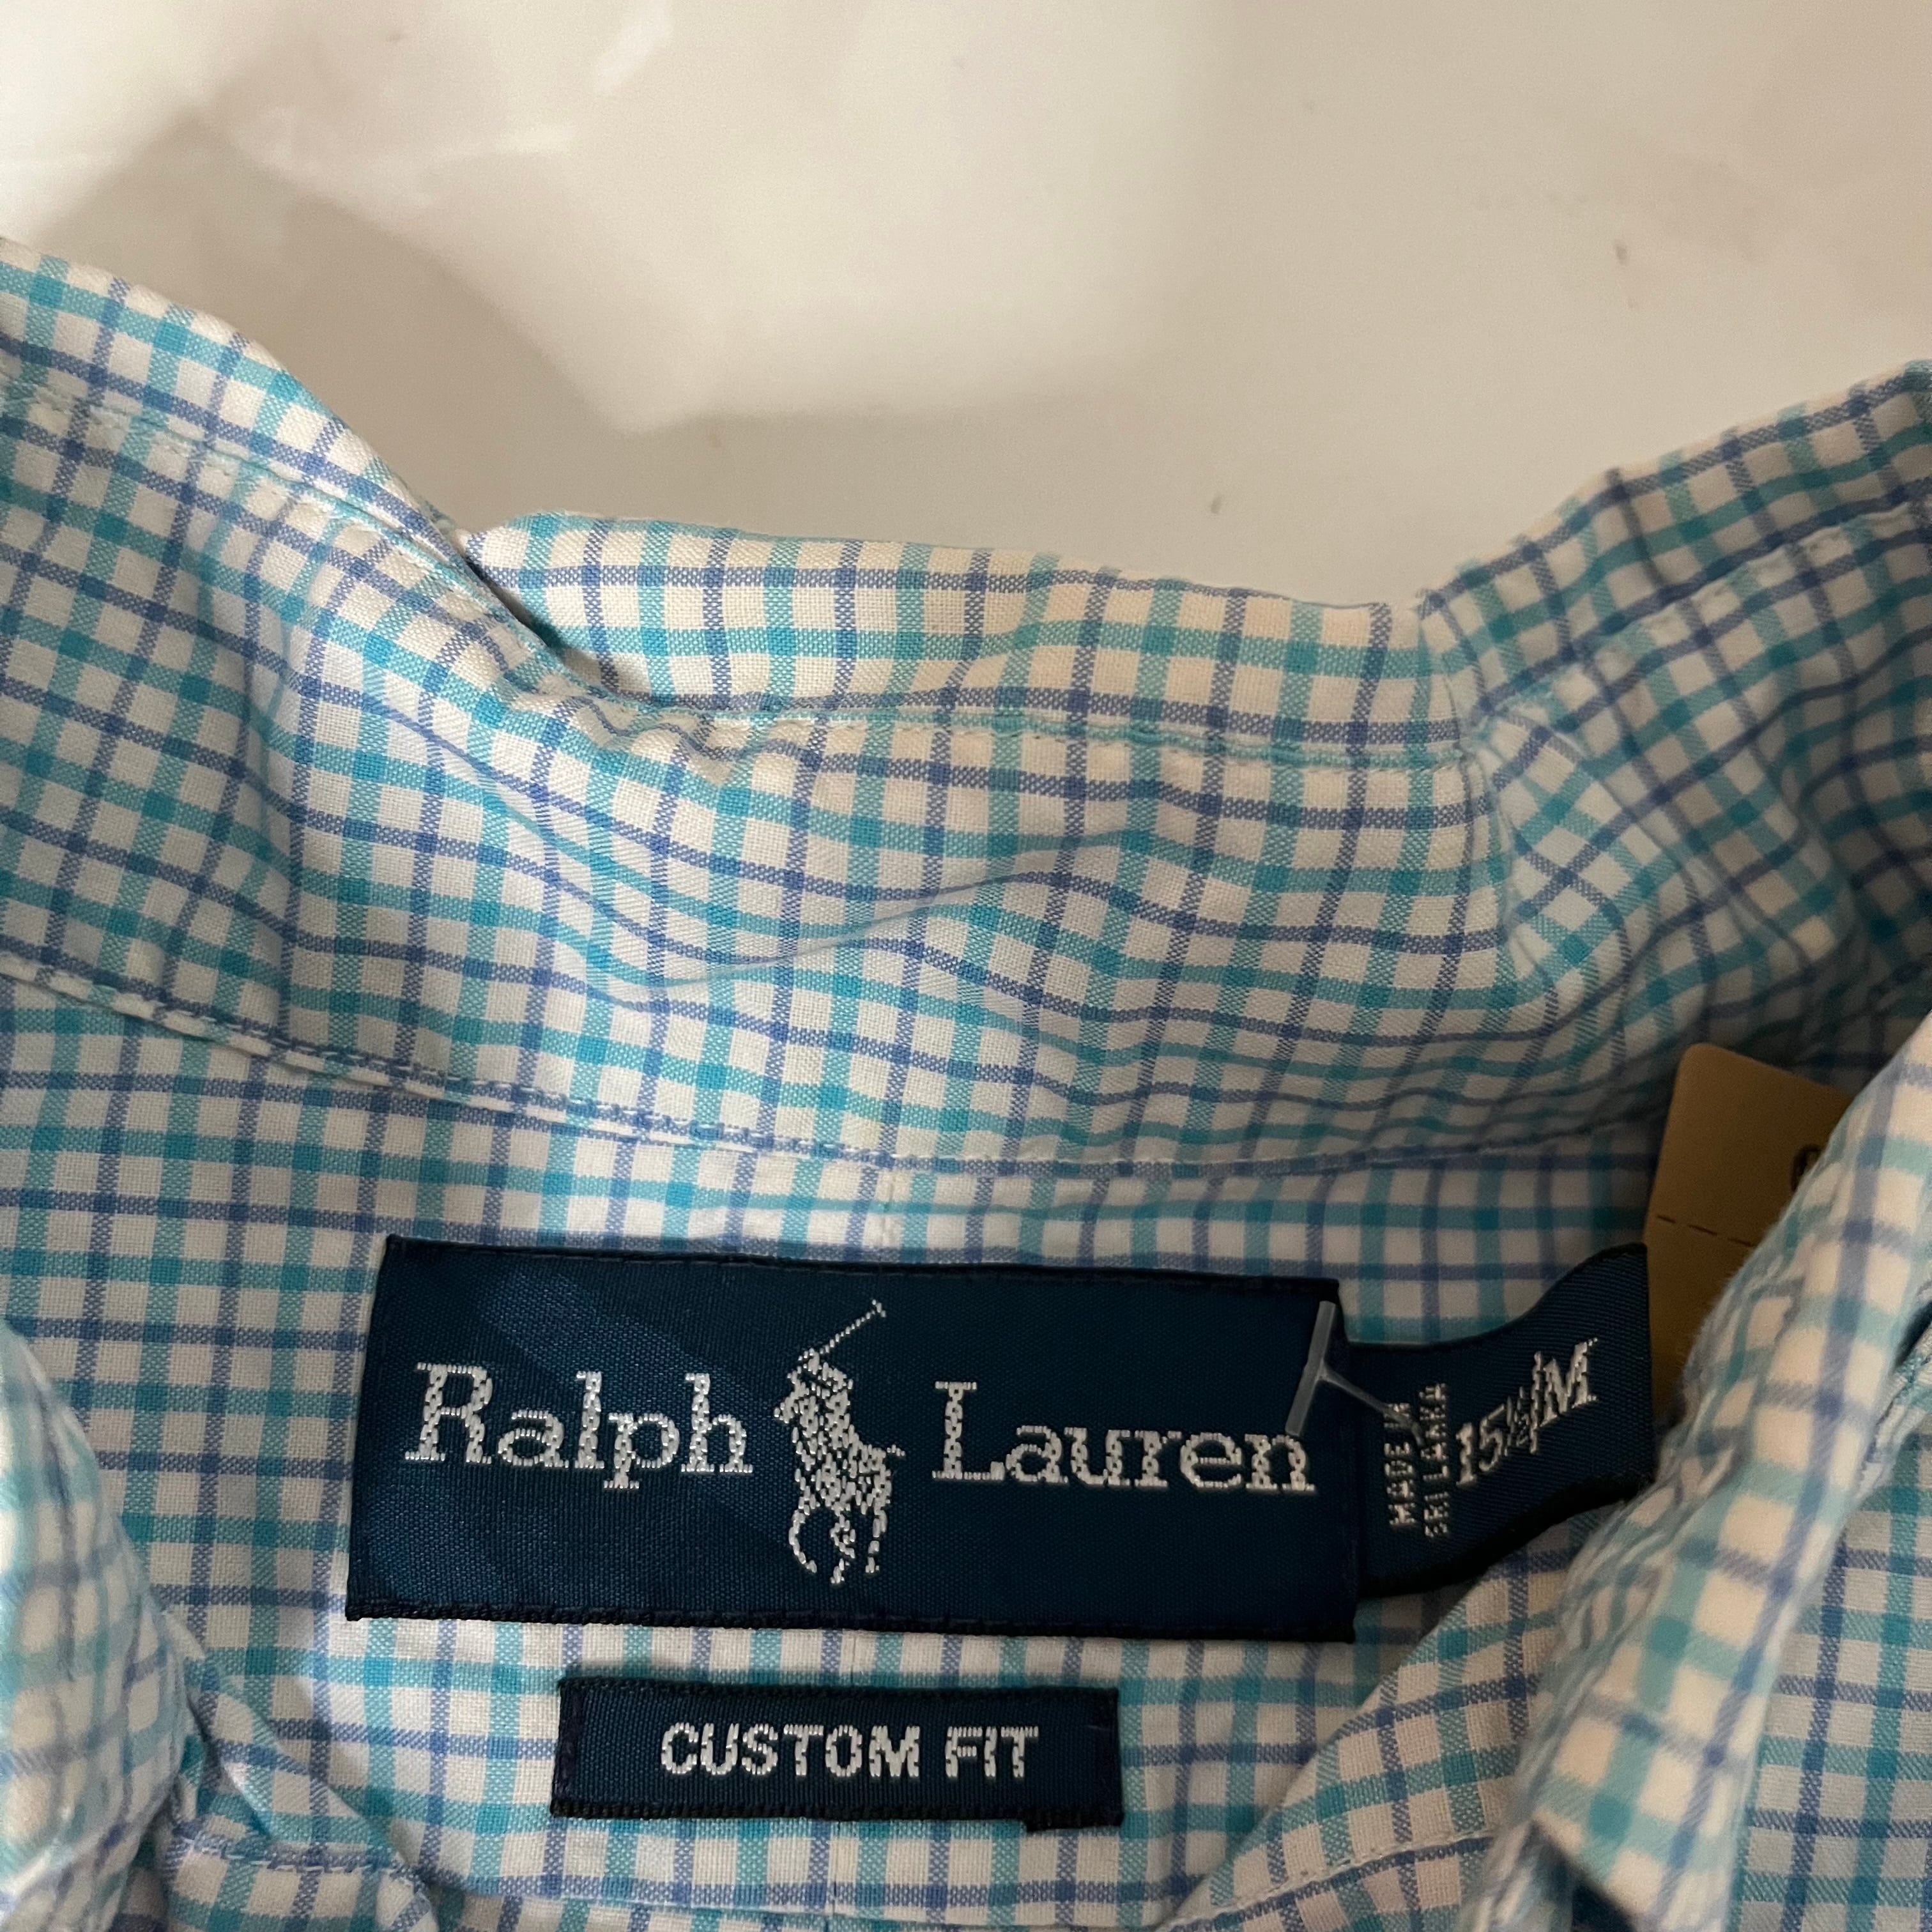 Ralph Lauren
MADE IN
SRI LANKA
15½/M
CUSTOM FIT